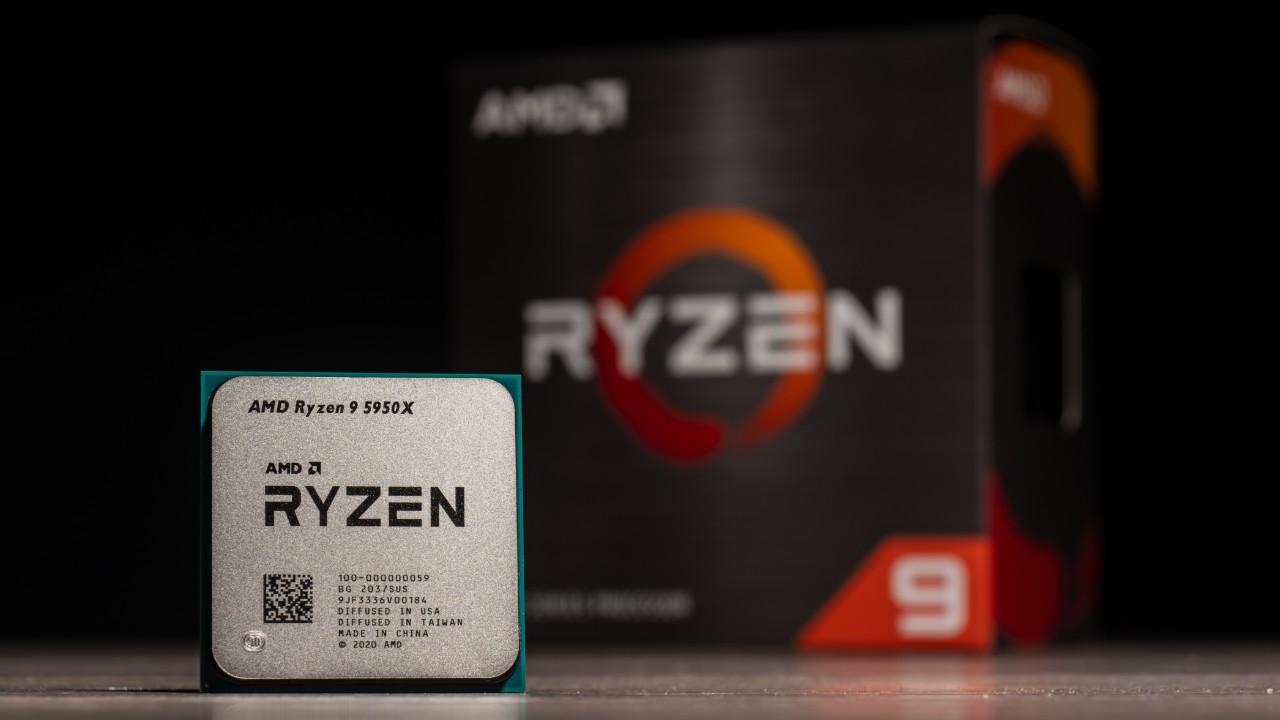 AMD
AMD
RYZEN
9
AMD Ryzen 9 5950X
AMD
RYZEN
100-000000059
BG 2037SUS
9JF3336V00184
DIFFUSED IN USA
DIFFUSED IN TAIWAN
MADE IN CHINA
© 2020 AMD